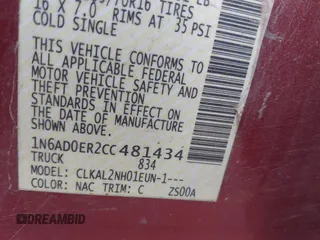 16 X 7.0 RIMS AT 35 PSI
COLD SINGLE
THIS VEHICLE CONFORMS TO
ALL APPLICABLE FEDERAL
MOTOR VEHICLE SAFETY AND
THEFT PREVENTION STANDARDS
IN EFFECT ON THE DATE OF
MANUFACTURE SHOWN ABOVE.
1N6AD0ER2CC481434
TRUCK 834
MODEL: CLKAL2NH01EUN-1---
COLOR: NAC TRIM: C ZS00A
DREAMBID